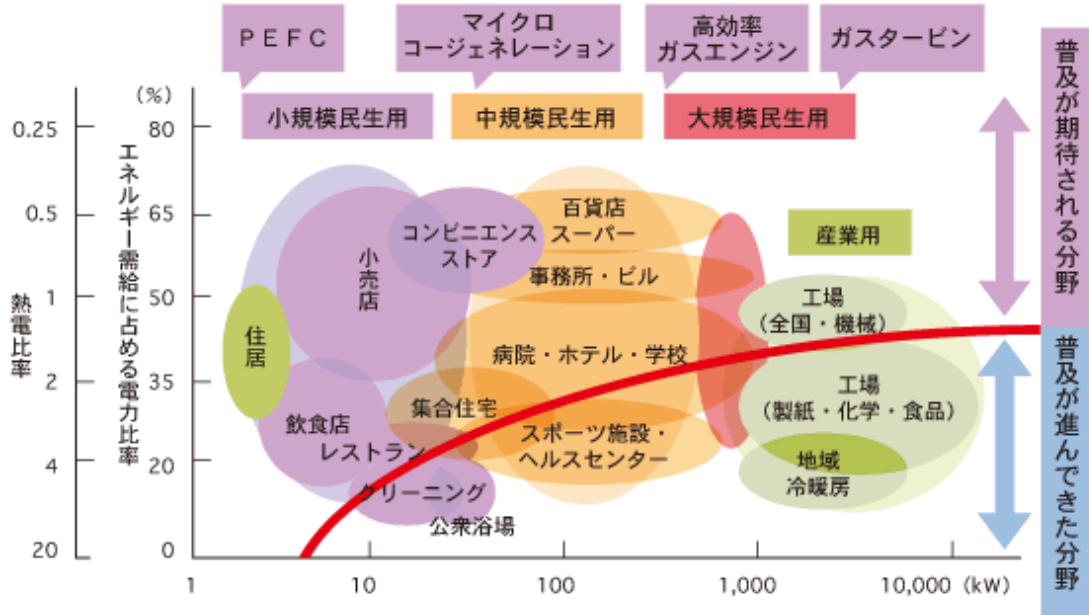 PEFC
マイクロ
コージェネレーション
高効率
ガスエンジン
ガスタービン
小規模民生用
中規模民生用
大規模民生用
普及が期待される分野
普及が進んできた分野
熱電比率
0.25
0.5
1
2
4
20
エネルギー需給に占める電力比率
(%)
80
65
50
35
20
0
百貨店
スーパー
コンビニエンス
ストア
小売店
産業用
事務所・ビル
工場
(全国・機械)
住居
病院・ホテル・学校
工場
(製紙・化学・食品)
集合住宅
飲食店
レストラン
スポーツ施設・
ヘルスセンター
地域
冷暖房
クリーニング
公衆浴場
1
10
100
1,000
10,000 (kW)